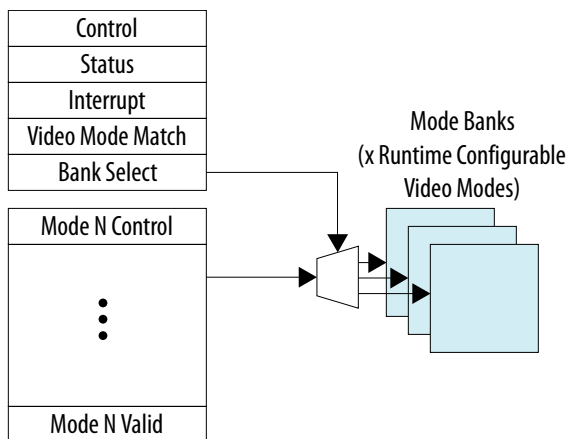 Control
Status
Interrupt
Video Mode Match
Bank Select
Mode N Control
Mode N Valid
Mode Banks
(x Runtime Configurable
Video Modes)